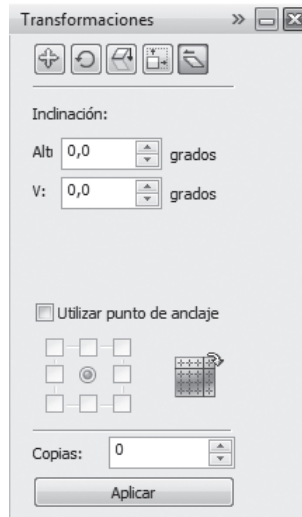 Transformaciones
Inclinación:
Alt: 0,0 grados
V: 0,0 grados
Utilizar punto de anclaje
Copias: 0
Aplicar